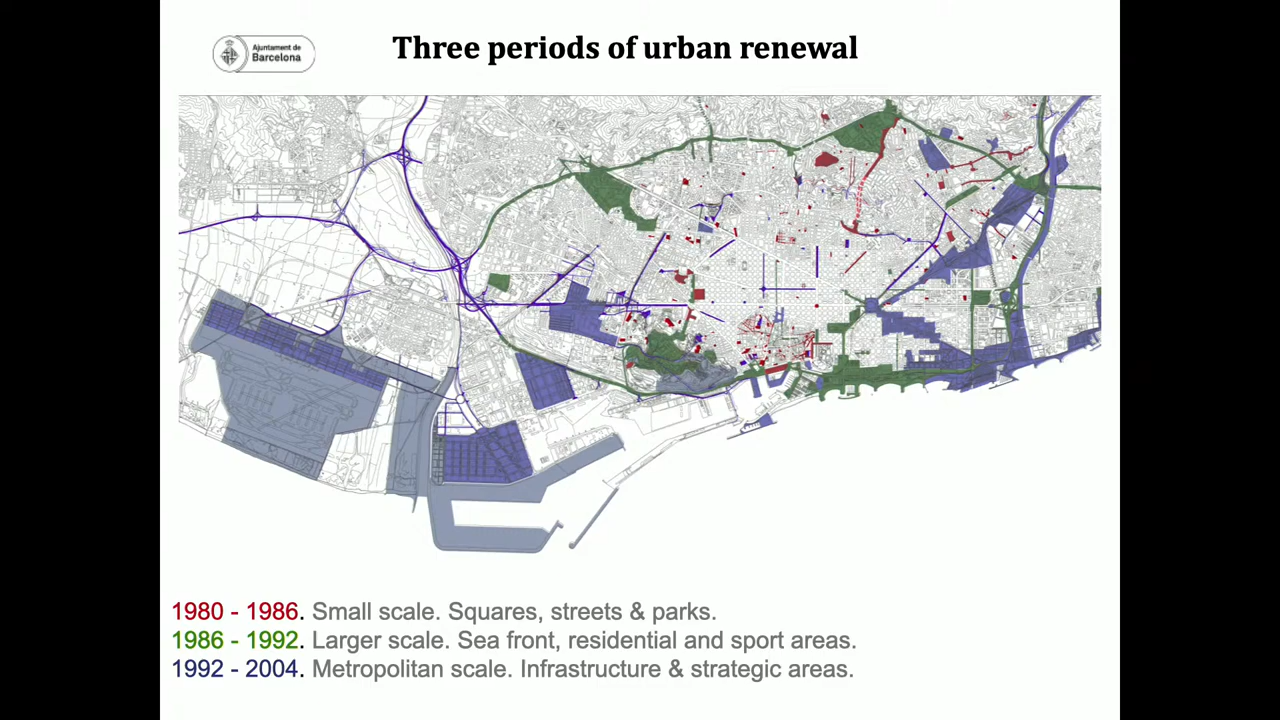 Ajuntament de
Barcelona
Three periods of urban renewal
1980 - 1986. Small scale. Squares, streets & parks.
1986 - 1992. Larger scale. Sea front, residential and sport areas.
1992 - 2004. Metropolitan scale. Infrastructure & strategic areas.